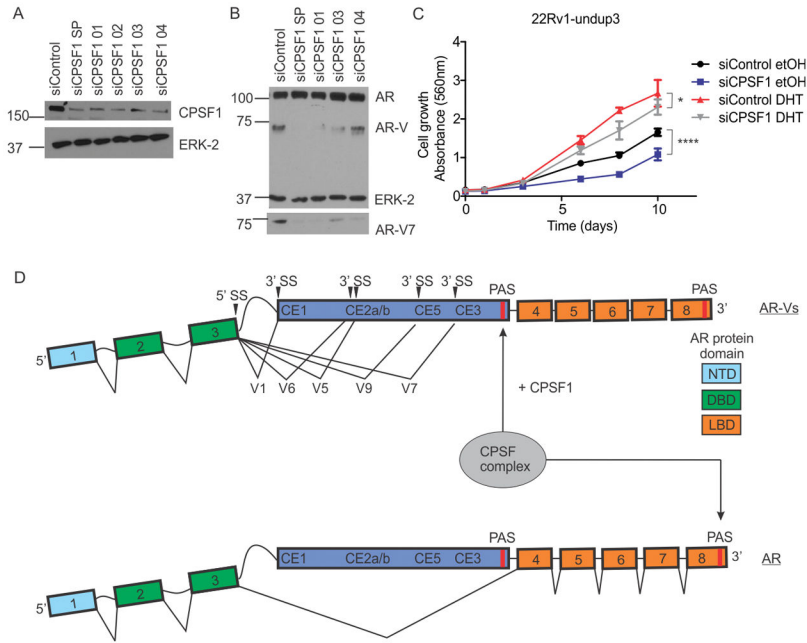 A
siControl
siCPSF1 SP
siCPSF1 01
siCPSF1 02
siCPSF1 03
siCPSF1 04
150
CPSF1
37
ERK-2
B
siControl
siCPSF1 SP
siCPSF1 01
siCPSF1 03
siCPSF1 04
100
AR
75
AR-V
37
ERK-2
75
AR-V7
C
22Rv1-undup3
Cell growth
Absorbance (560nm)
4
3
2
1
0
0 5 10
Time (days)
*
****
siControl etOH
siCPSF1 etOH
siControl DHT
siCPSF1 DHT
D
5' SS
3' SS 3' SS 3' SS 3' SS
PAS PAS
5' 1 2 3 CE1 CE2a/b CE5 CE3 4 5 6 7 8 3' AR-Vs
V1 V6 V5 V9 V7
+ CPSF1
AR protein
domain
NTD
DBD
LBD
CPSF
complex
PAS PAS
5' 1 2 3 CE1 CE2a/b CE5 CE3 4 5 6 7 8 3' AR